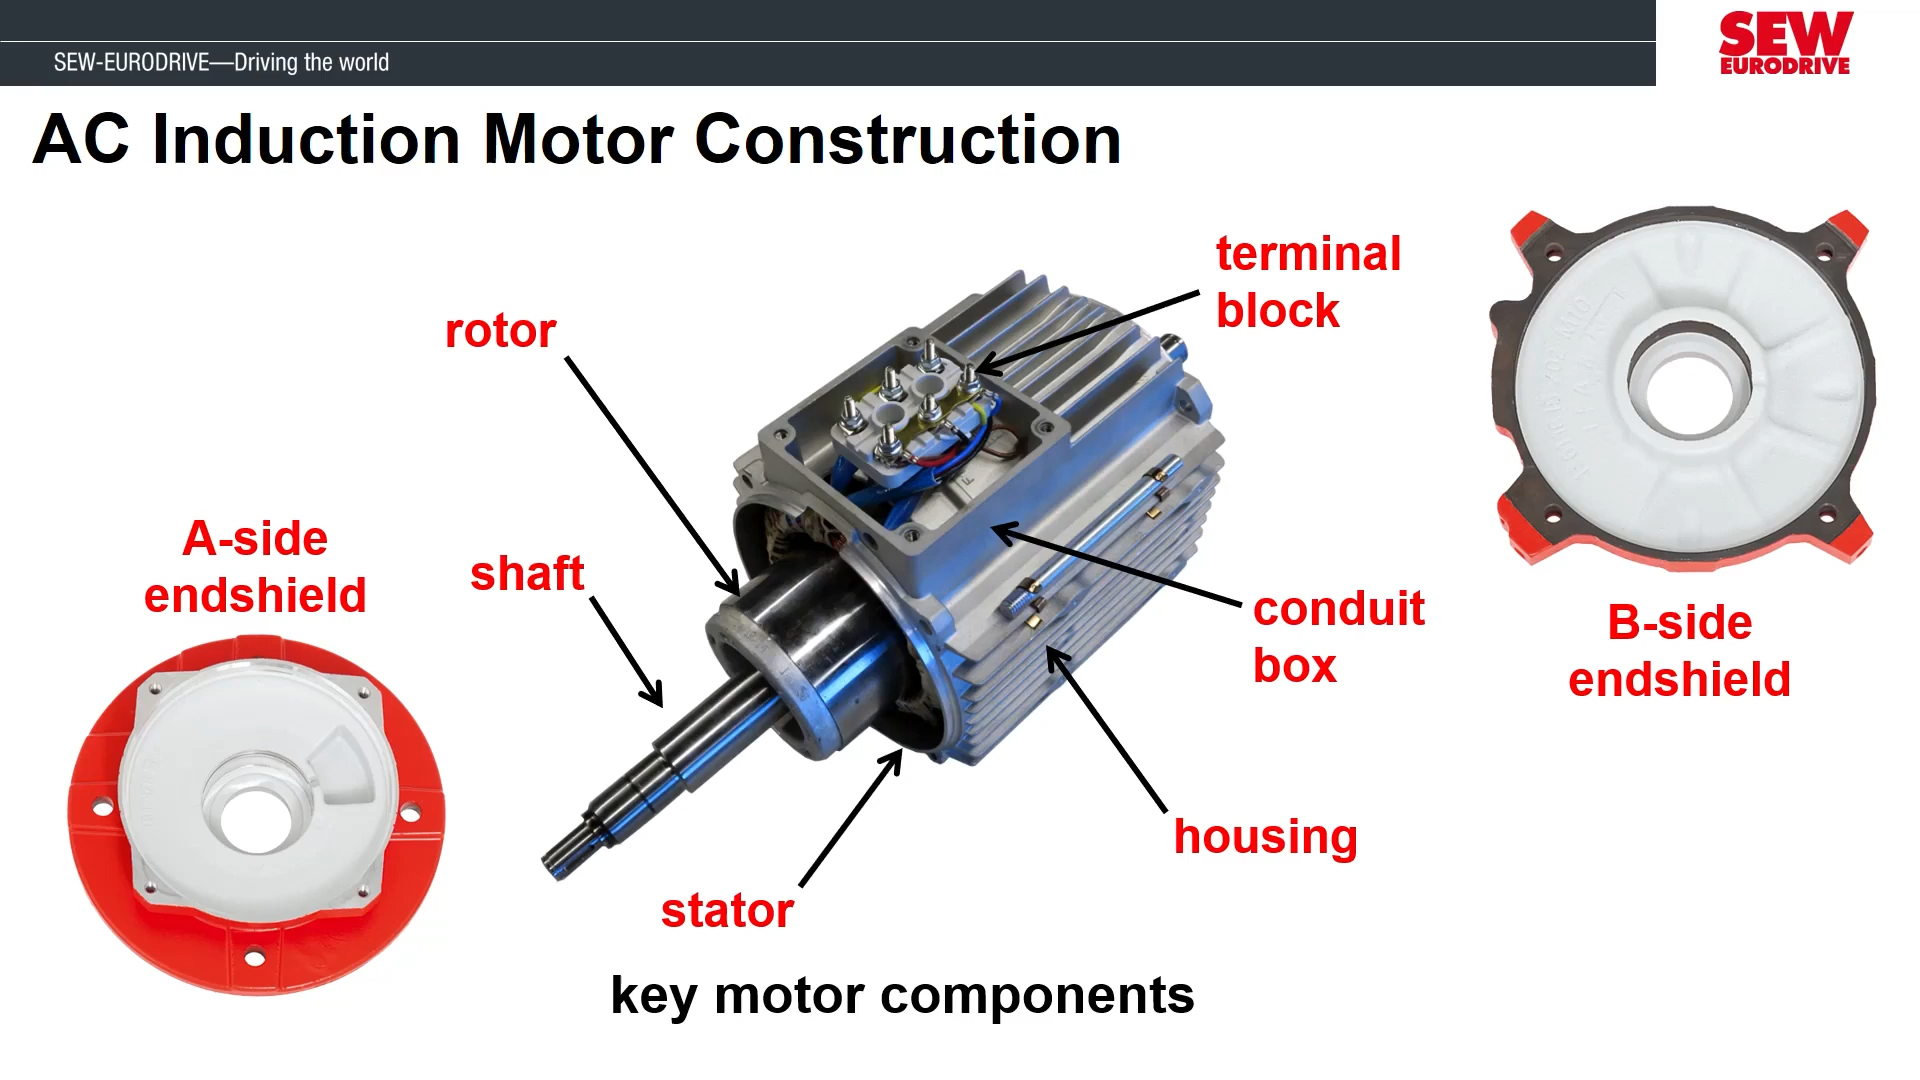 SEW-EURODRIVE—Driving the world
SEW
EURODRIVE
AC Induction Motor Construction
terminal
block
rotor
A-side
endshield
shaft
conduit
box
B-side
endshield
housing
stator
key motor components